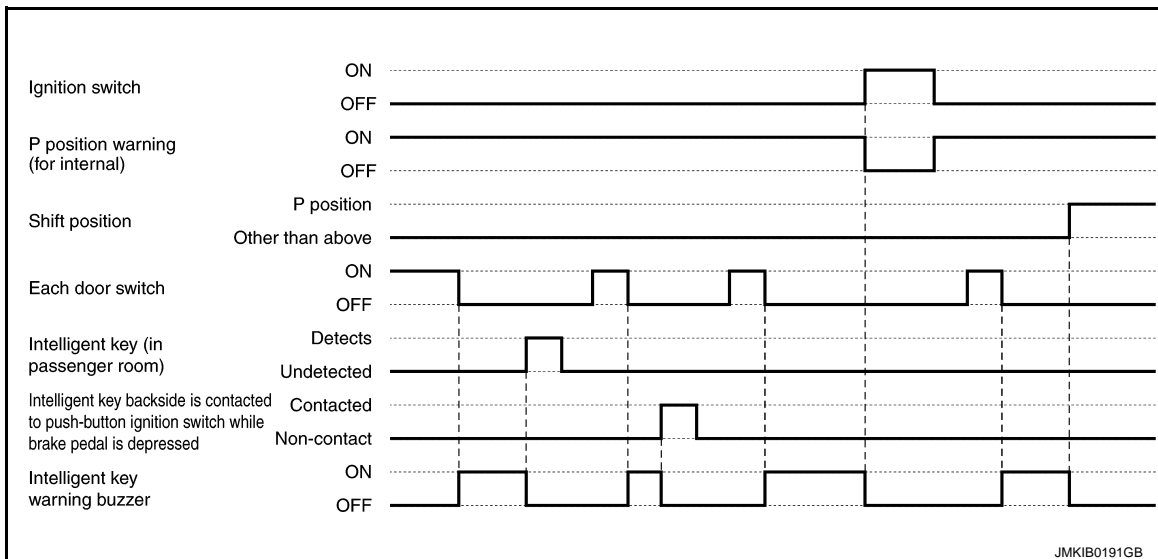 Ignition switch
ON
OFF
P position warning
(for internal)
ON
OFF
Shift position
P position
Other than above
Each door switch
ON
OFF
Intelligent key (in
passenger room)
Detects
Undetected
Intelligent key backside is contacted
to push-button ignition switch while
brake pedal is depressed
Contacted
Non-contact
Intelligent key
warning buzzer
ON
OFF
JMKIB0191GB